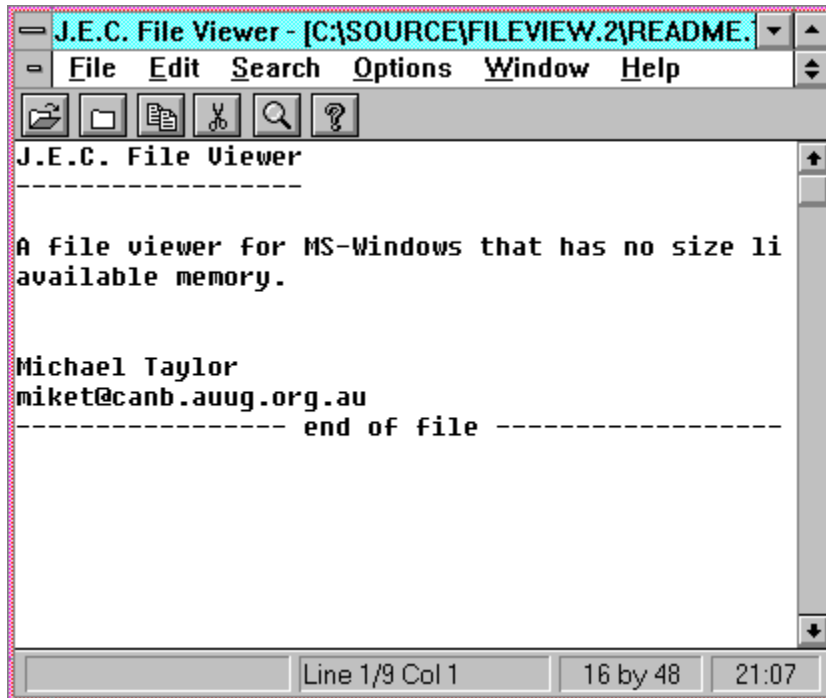 J.E.C. File Viewer - [C:\SOURCE\FILEVIEW.2\README.
File Edit Search Options Window Help
J.E.C. File Viewer
------------------
A file viewer for MS-Windows that has no size li
available memory.
Michael Taylor
miket@canb.auug.org.au
----------------- end of file ------------------
Line 1/9 Col 1 16 by 48 21:07